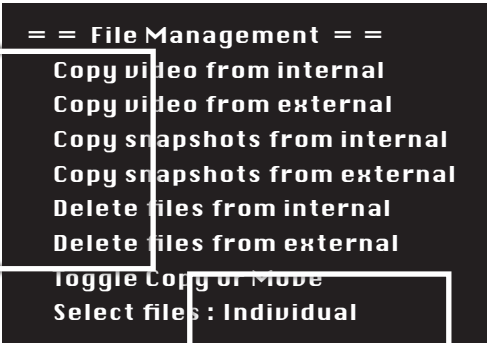 = = File Management = =
Copy video from internal
Copy video from external
Copy snapshots from internal
Copy snapshots from external
Delete files from internal
Delete files from external
Toggle Copy or Move
Select files : Individual